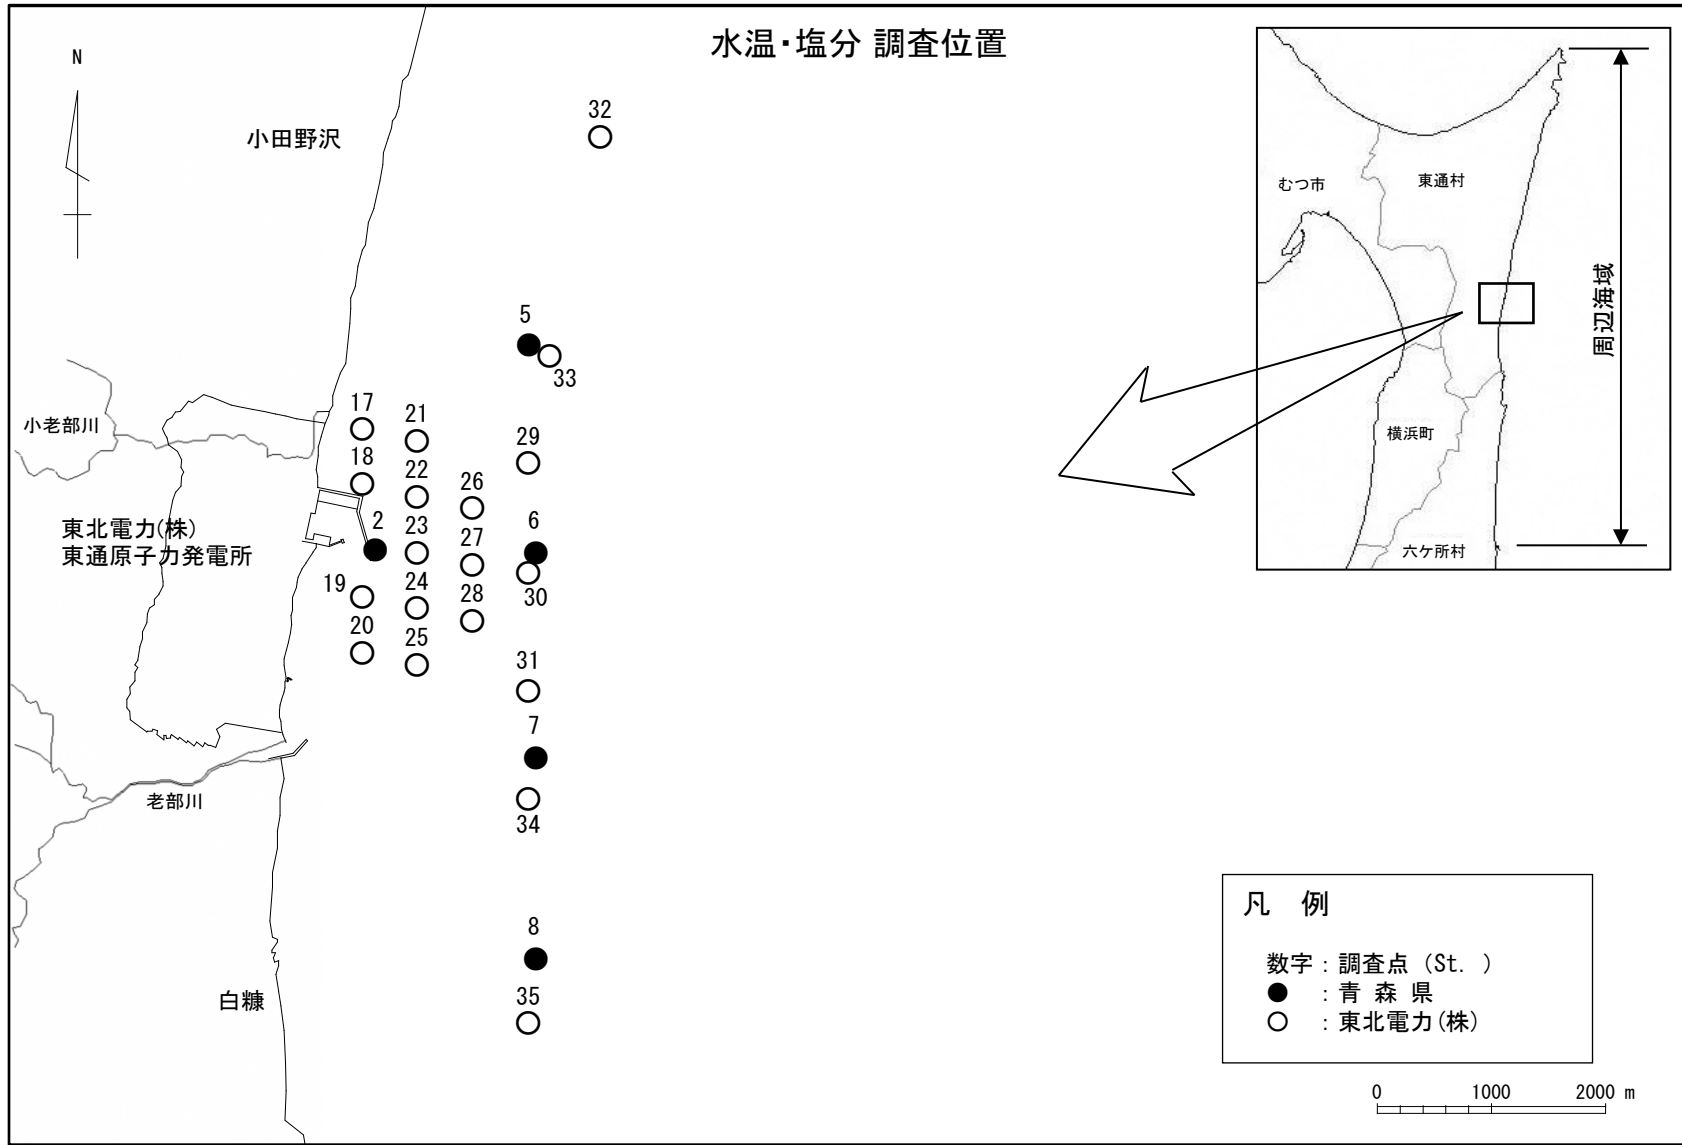 水温・塩分 調査位置
N
小田野沢
32
むつ市
東通村
周辺海域
5
33
17
21
小老部川
29
18
22
26
横浜町
2
23
6
東北電力(株)
27
東通原子力発電所
六ケ所村
19
24
28
30
20
25
31
7
老部川
34
8
白糠
35
凡 例
数字：調査点（St. ）
●：青 森 県
○：東北電力(株)
0 1000 2000 m